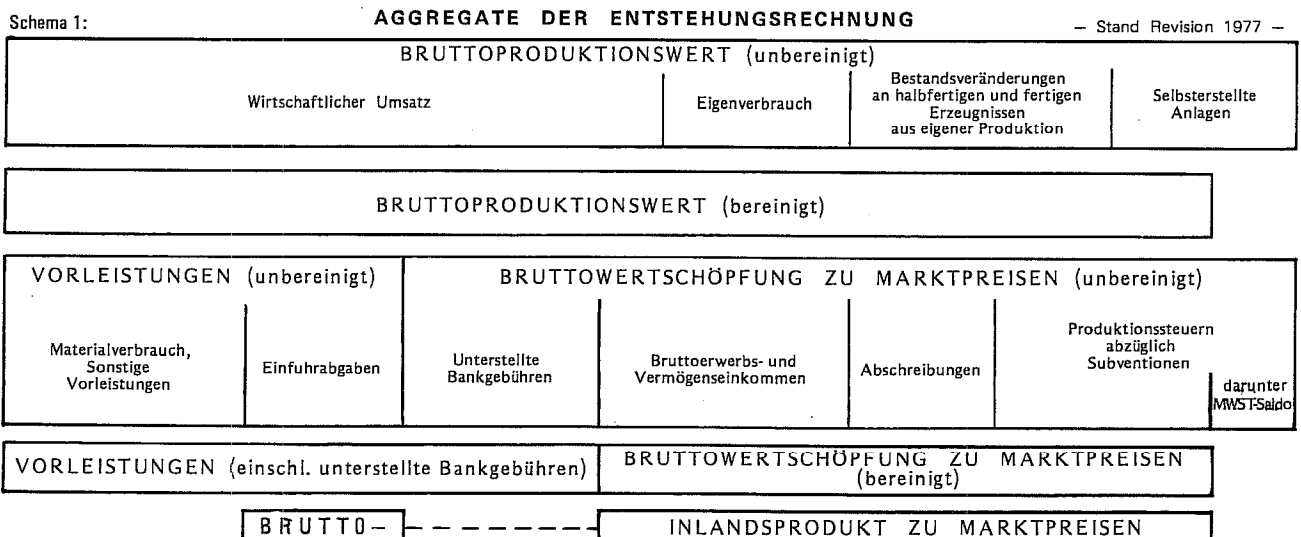 Schema 1:
AGGREGATE DER ENTSTEHUNGSRECHNUNG
— Stand Revision 1977 —
BRUTTOPRODUKTIONSWERT (unbereinigt)
Wirtschaftlicher Umsatz
Eigenverbrauch
Bestandsveränderungen
an halbfertigen und fertigen
Erzeugnissen
aus eigener Produktion
Selbsterstellte
Anlagen
BRUTTOPRODUKTIONSWERT (bereinigt)
VORLEISTUNGEN (unbereinigt)
BRUTTOWERTSCHÖPFUNG ZU MARKTPREISEN (unbereinigt)
Materialverbrauch,
Sonstige
Vorleistungen
Einfuhrabgaben
Unterstellte
Bankgebühren
Bruttoerwerbs- und
Vermögenseinkommen
Abschreibungen
Produktionssteuern
abzüglich
Subventionen
darunter
MWST-Saldo
VORLEISTUNGEN (einschl. unterstellte Bankgebühren)
BRUTTOWERTSCHÖPFUNG ZU MARKTPREISEN
(bereinigt)
BRUTTO-
INLANDSPRODUKT ZU MARKTPREISEN